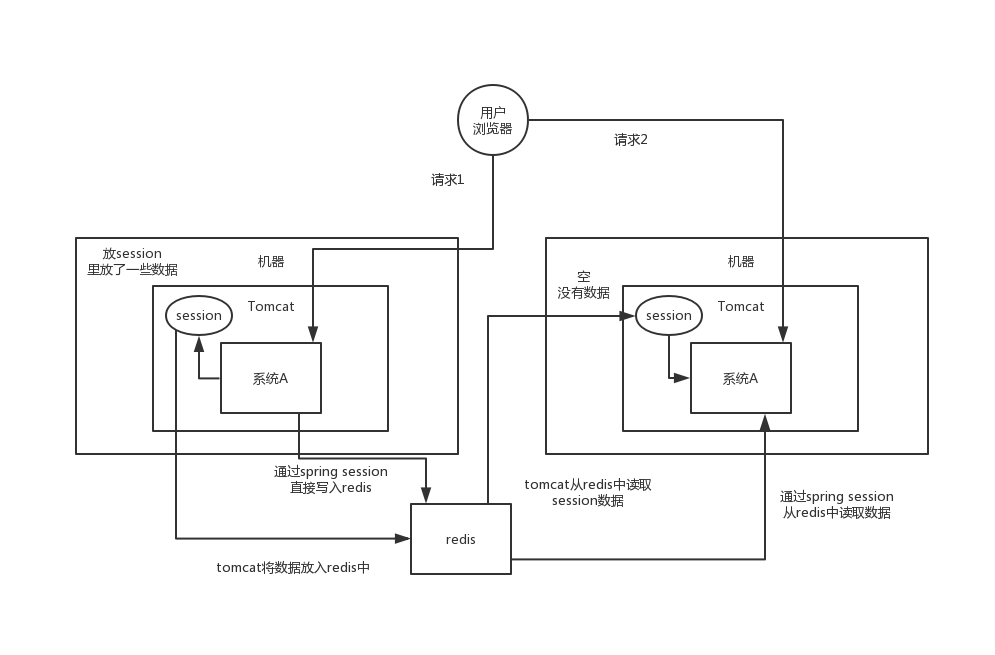 用户
浏览器
请求2
请求1
放session
里放了一些数据
机器
Tomcat
session
系统A
机器
空
没有数据
Tomcat
session
系统A
通过spring session
直接写入redis
tomcat从redis中读取
session数据
通过spring session
从redis中读取数据
redis
tomcat将数据放入redis中